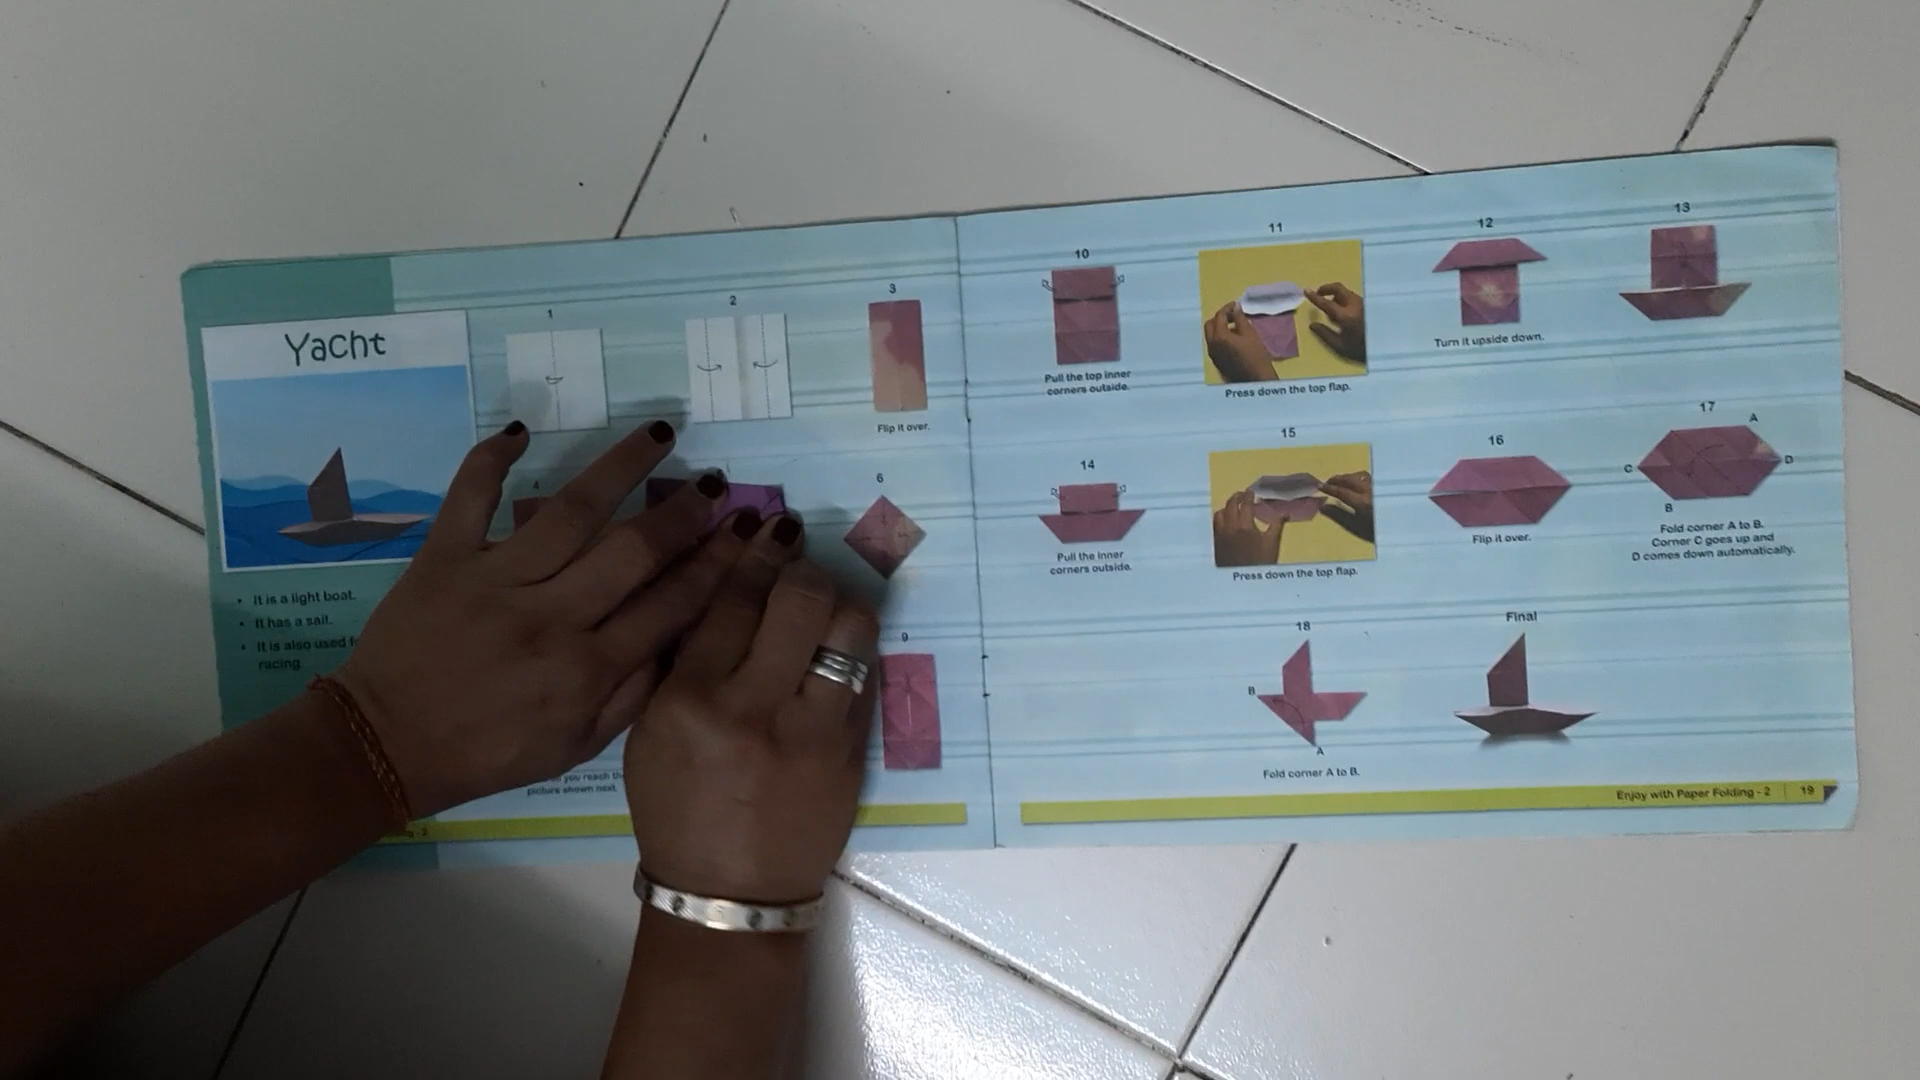 Yacht
• It is a light boat.
• It has a sail.
• It is also used
racing.
1
2
3
Flip it over.
4
6
9
you reach
picture shown next.
- 2
10
Pull the top inner
corners outside.
11
Press down the top flap.
12
Turn it upside down.
13
14
Pull the inner
corners outside.
15
Press down the top flap.
16
Flip it over.
17
A
C
D
B
Fold corner A to B.
Corner C goes up and
D comes down automatically.
18
B
A
Fold corner A to B.
Final
Enjoy with Paper Folding - 2 | 19